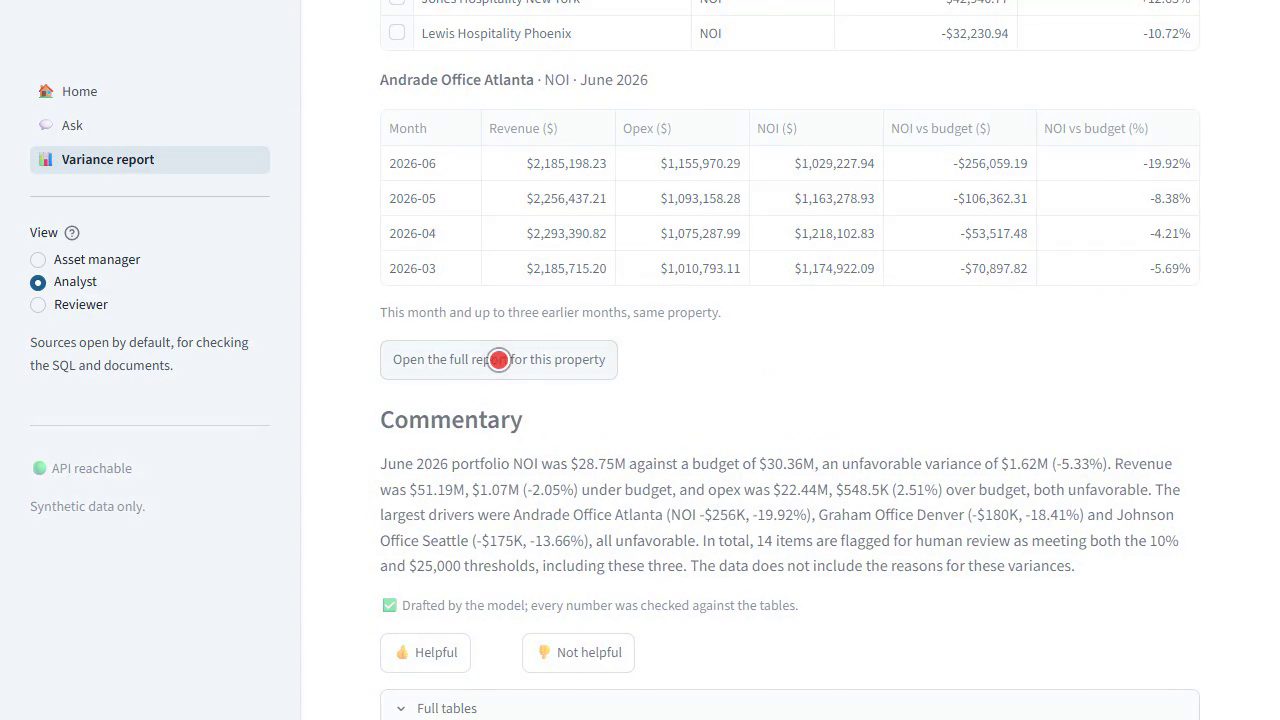 Jones Hospitality New York NOI $42,540.77 +12.03%
Lewis Hospitality Phoenix NOI -$32,230.94 -10.72%
Home
Ask
Variance report
View
Asset manager
Analyst
Reviewer
Sources open by default, for checking
the SQL and documents.
API reachable
Synthetic data only.
Andrade Office Atlanta · NOI · June 2026
Month Revenue ($) Opex ($) NOI ($) NOI vs budget ($) NOI vs budget (%)
2026-06 $2,185,198.23 $1,155,970.29 $1,029,227.94 -$256,059.19 -19.92%
2026-05 $2,256,437.21 $1,093,158.28 $1,163,278.93 -$106,362.31 -8.38%
2026-04 $2,293,390.82 $1,075,287.99 $1,218,102.83 -$53,517.48 -4.21%
2026-03 $2,185,715.20 $1,010,793.11 $1,174,922.09 -$70,897.82 -5.69%
This month and up to three earlier months, same property.
Open the full report for this property
Commentary
June 2026 portfolio NOI was $28.75M against a budget of $30.36M, an unfavorable variance of $1.62M (-5.33%). Revenue
was $51.19M, $1.07M (-2.05%) under budget, and opex was $22.44M, $548.5K (2.51%) over budget, both unfavorable. The
largest drivers were Andrade Office Atlanta (NOI -$256K, -19.92%), Graham Office Denver (-$180K, -18.41%) and Johnson
Office Seattle (-$175K, -13.66%), all unfavorable. In total, 14 items are flagged for human review as meeting both the 10%
and $25,000 thresholds, including these three. The data does not include the reasons for these variances.
Drafted by the model; every number was checked against the tables.
Helpful
Not helpful
Full tables